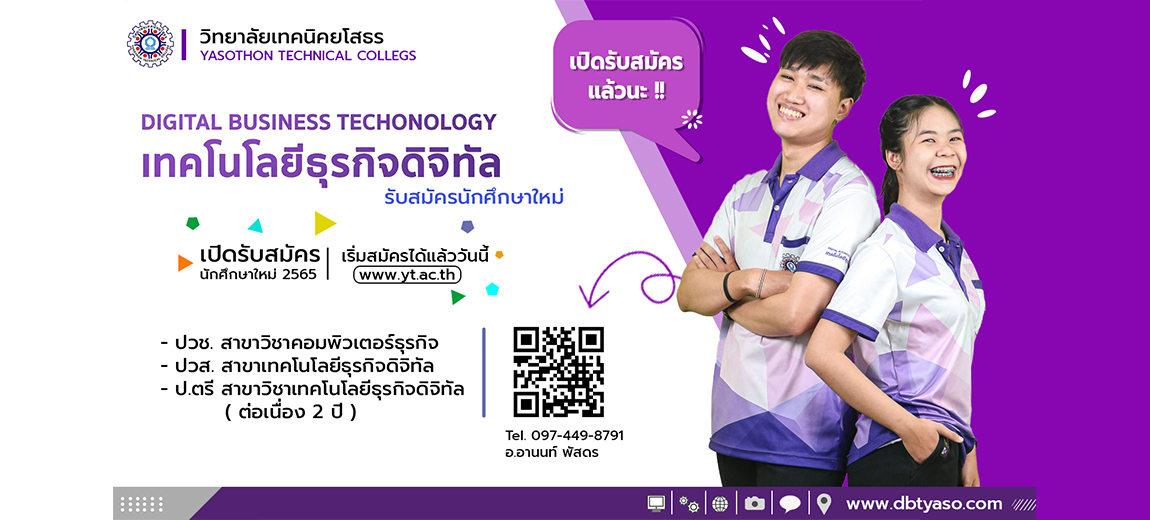 วิทยาลัยเทคนิคยโสธร
YASOTHON TECHNICAL COLLEGS
เปิดรับสมัคร
แล้วนะ !!
DIGITAL BUSINESS TECHONOLOGY
เทคโนโลยีธุรกิจดิจิทัล
รับสมัครนักศึกษาใหม่
เปิดรับสมัคร
นักศึกษาใหม่ 2565
เริ่มสมัครได้แล้ววันนี้
www.yt.ac.th
- ปวช. สาขาวิชาคอมพิวเตอร์ธุรกิจ
- ปวส. สาขาเทคโนโลยีธุรกิจดิจิทัล
- ป.ตรี สาขาวิชาเทคโนโลยีธุรกิจดิจิทัล
( ต่อเนื่อง 2 ปี )
Tel. 097-449-8791
อ.อานนท์ พัสดร
www.dbtyaso.com